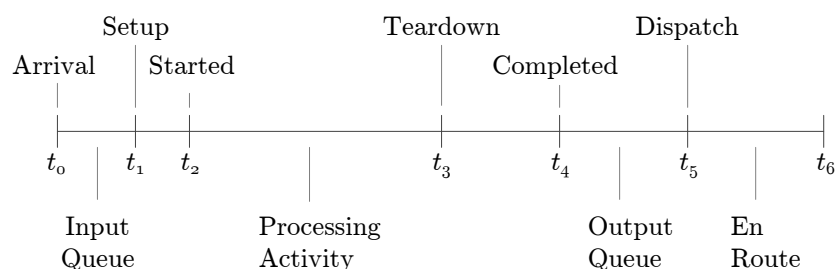 Setup Teardown Dispatch
Arrival Started Completed
t₀ t₁ t₂ t₃ t₄ t₅ t₆
Input Processing Output En
Queue Activity Queue Route